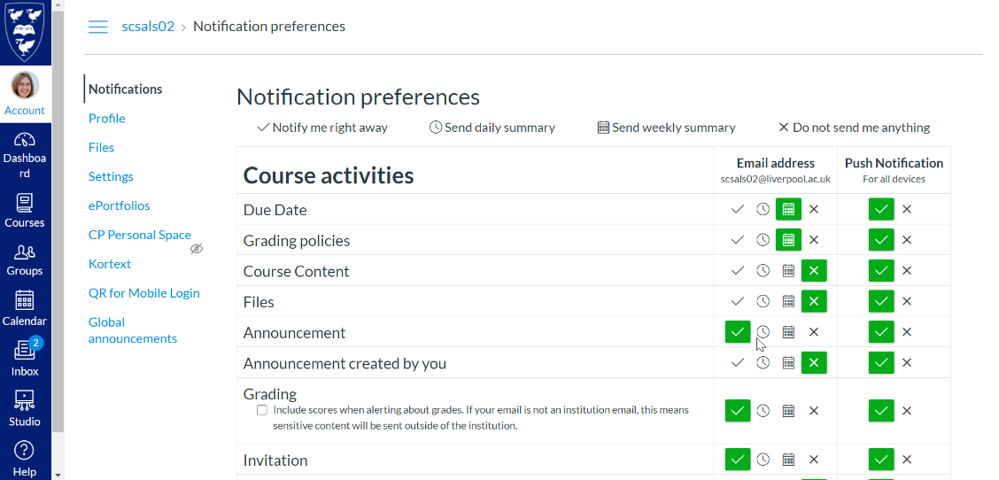 scsals02 > Notification preferences
Account
Dashboa
rd
Courses
Groups
Calendar
2
Inbox
Studio
Help
Notifications
Profile
Files
Settings
ePortfolios
CP Personal Space
Kortext
QR for Mobile Login
Global
announcements
Notification preferences
Notify me right away
Send daily summary
Send weekly summary
Do not send me anything
Course activities
Email address
scsals02@liverpool.ac.uk
Push Notification
For all devices
Due Date
Grading policies
Course Content
Files
Announcement
Announcement created by you
Grading
Include scores when alerting about grades. If your email is not an institution email, this means
sensitive content will be sent outside of the institution.
Invitation